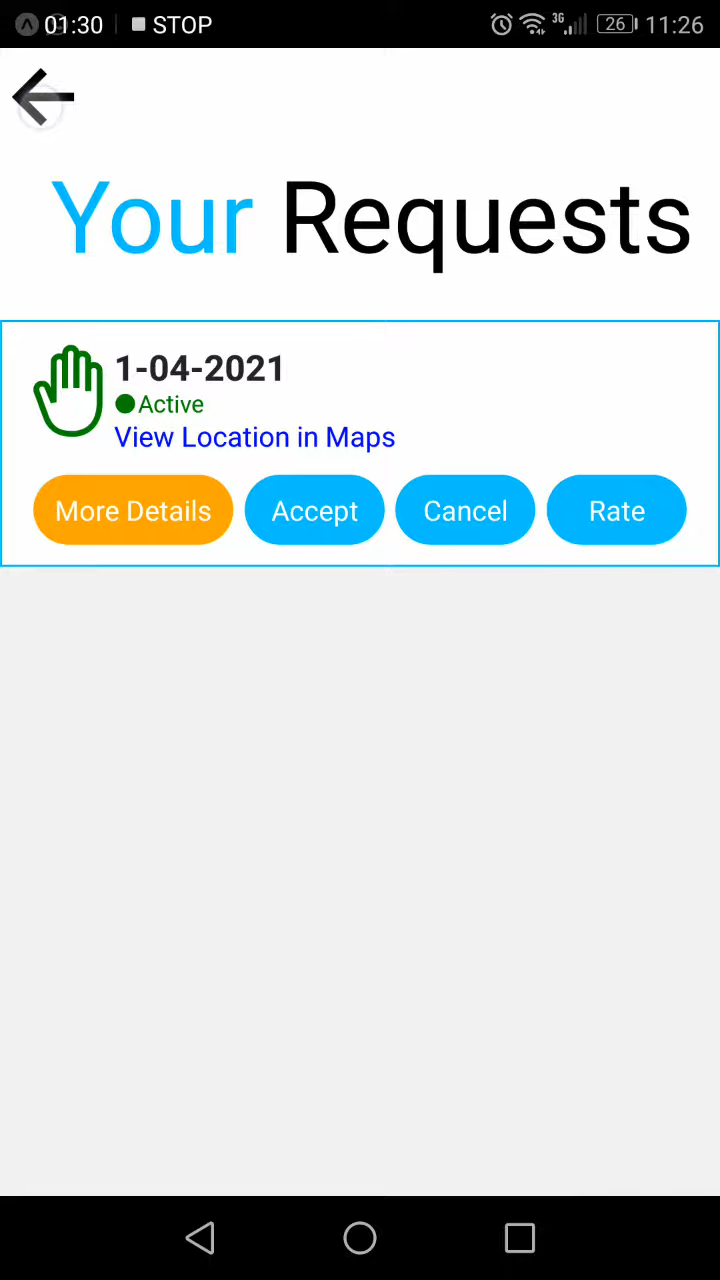 01:30 STOP 3G 26 11:26
Your Requests
1-04-2021
Active
View Location in Maps
More Details Accept Cancel Rate